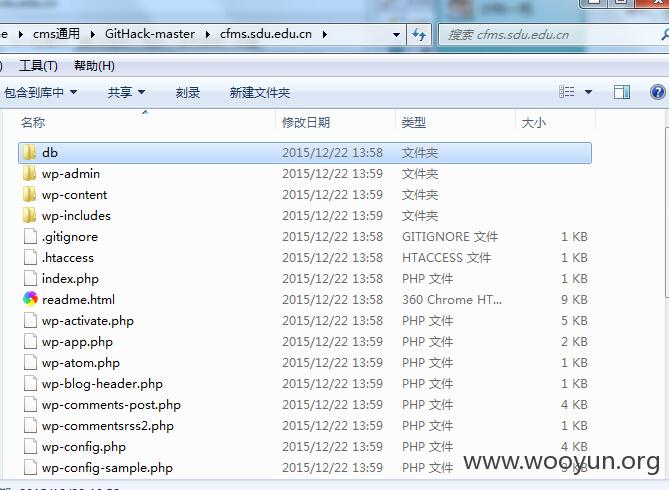 ne ▸ cms通用 ▸ GitHack-master ▸ cfms.sdu.edu.cn ▸ 搜索 cfms.sdu.edu.cn
) 工具(T) 帮助(H)
包含到库中 共享 刻录 新建文件夹
名称 修改日期 类型 大小
db 2015/12/22 13:58 文件夹
wp-admin 2015/12/22 13:59 文件夹
wp-content 2015/12/22 13:59 文件夹
wp-includes 2015/12/22 13:59 文件夹
.gitignore 2015/12/22 13:58 GITIGNORE 文件 1 KB
.htaccess 2015/12/22 13:58 HTACCESS 文件 1 KB
index.php 2015/12/22 13:58 PHP 文件 1 KB
readme.html 2015/12/22 13:58 360 Chrome HT... 9 KB
wp-activate.php 2015/12/22 13:58 PHP 文件 5 KB
wp-app.php 2015/12/22 13:59 PHP 文件 2 KB
wp-atom.php 2015/12/22 13:59 PHP 文件 1 KB
wp-blog-header.php 2015/12/22 13:59 PHP 文件 1 KB
wp-comments-post.php 2015/12/22 13:59 PHP 文件 4 KB
wp-commentsrss2.php 2015/12/22 13:59 PHP 文件 1 KB
wp-config.php 2015/12/22 13:59 PHP 文件 4 KB
wp-config-sample.php 2015/12/22 13:59 PHP 文件 KB
www.wooyun.org